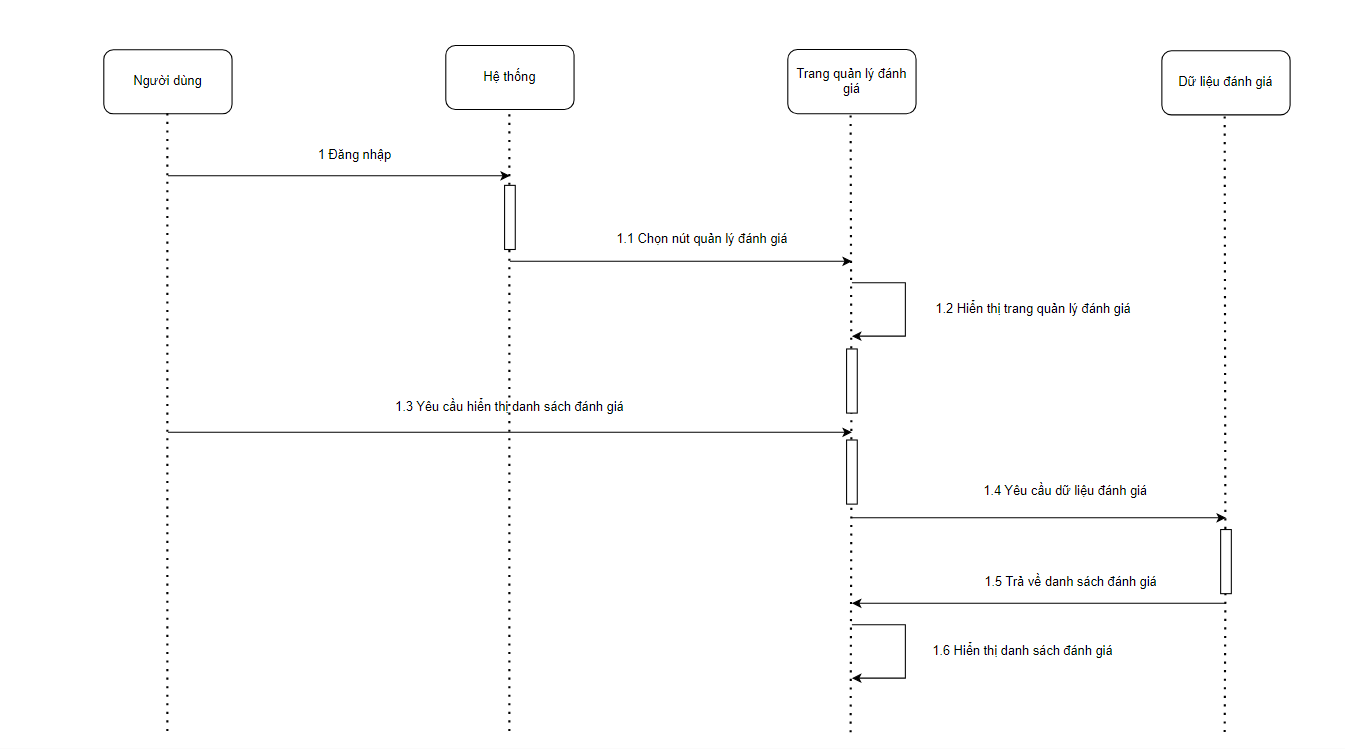 Người dùng
Hệ thống
Trang quản lý đánh
giá
Dữ liệu đánh giá
1 Đăng nhập
1.1 Chọn nút quản lý đánh giá
1.2 Hiển thị trang quản lý đánh giá
1.3 Yêu cầu hiển thị danh sách đánh giá
1.4 Yêu cầu dữ liệu đánh giá
1.5 Trả về danh sách đánh giá
1.6 Hiển thị danh sách đánh giá